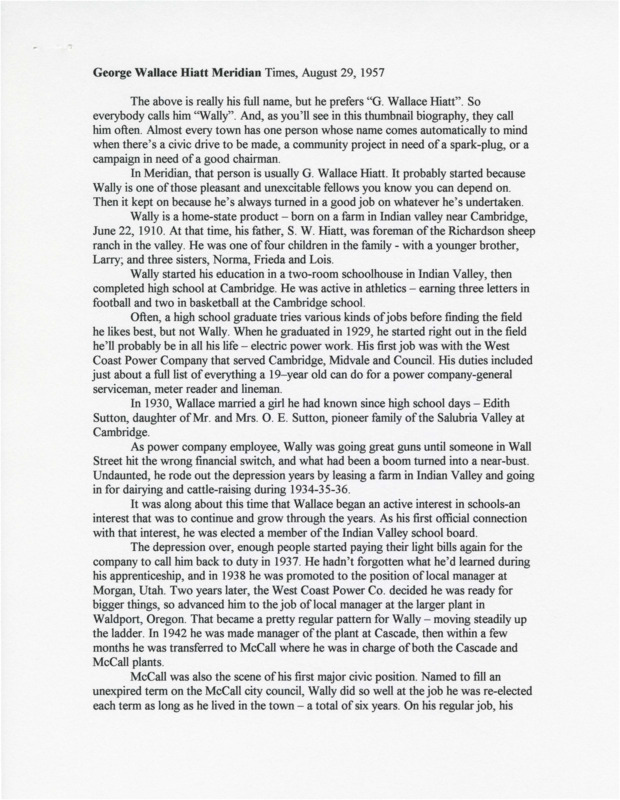 George Wallace Hiatt Meridian Times, August 29, 1957
The above is really his full name, but he prefers “G. Wallace Hiatt”. So
everybody calls him “Wally”. And, as you’ll see in this thumbnail biography, they call
him often. Almost every town has one person whose name comes automatically to mind
when there’s a civic drive to be made, a community project in need of a spark-plug, or a
campaign in need of a good chairman.
In Meridian, that person is usually G. Wallace Hiatt. It probably started because
Wally is one of those pleasant and unexcitable fellows you know you can depend on.
Then it kept on because he’s always turned in a good job on whatever he’s undertaken.
Wally is a home-state product – born on a farm in Indian valley near Cambridge,
June 22, 1910. At that time, his father, S. W. Hiatt, was foreman of the Richardson sheep
ranch in the valley. He was one of four children in the family - with a younger brother,
Larry; and three sisters, Norma, Frieda and Lois.
Wally started his education in a two-room schoolhouse in Indian Valley, then
completed high school at Cambridge. He was active in athletics – earning three letters in
football and two in basketball at the Cambridge school.
Often, a high school graduate tries various kinds of jobs before finding the field
he likes best, but not Wally. When he graduated in 1929, he started right out in the field
he’ll probably be in all his life – electric power work. His first job was with the West
Coast Power Company that served Cambridge, Midvale and Council. His duties included
just about a full list of everything a 19–year old can do for a power company-general
serviceman, meter reader and lineman.
In 1930, Wallace married a girl he had known since high school days – Edith
Sutton, daughter of Mr. and Mrs. O. E. Sutton, pioneer family of the Salubria Valley at
Cambridge.
As power company employee, Wally was going great guns until someone in Wall
Street hit the wrong financial switch, and what had been a boom turned into a near-bust.
Undaunted, he rode out the depression years by leasing a farm in Indian Valley and going
in for dairying and cattle-raising during 1934-35-36.
It was along about this time that Wallace began an active interest in schools-an
interest that was to continue and grow through the years. As his first official connection
with that interest, he was elected a member of the Indian Valley school board.
The depression over, enough people started paying their light bills again for the
company to call him back to duty in 1937. He hadn’t forgotten what he’d learned during
his apprenticeship, and in 1938 he was promoted to the position of local manager at
Morgan, Utah. Two years later, the West Coast Power Co. decided he was ready for
bigger things, so advanced him to the job of local manager at the larger plant in
Waldport, Oregon. That became a pretty regular pattern for Wally – moving steadily up
the ladder. In 1942 he was made manager of the plant at Cascade, then within a few
months he was transferred to McCall where he was in charge of both the Cascade and
McCall plants.
McCall was also the scene of his first major civic position. Named to fill an
unexpired term on the McCall city council, Wally did so well at the job he was re-elected
each term as long as he lived in the town – a total of six years. On his regular job, his